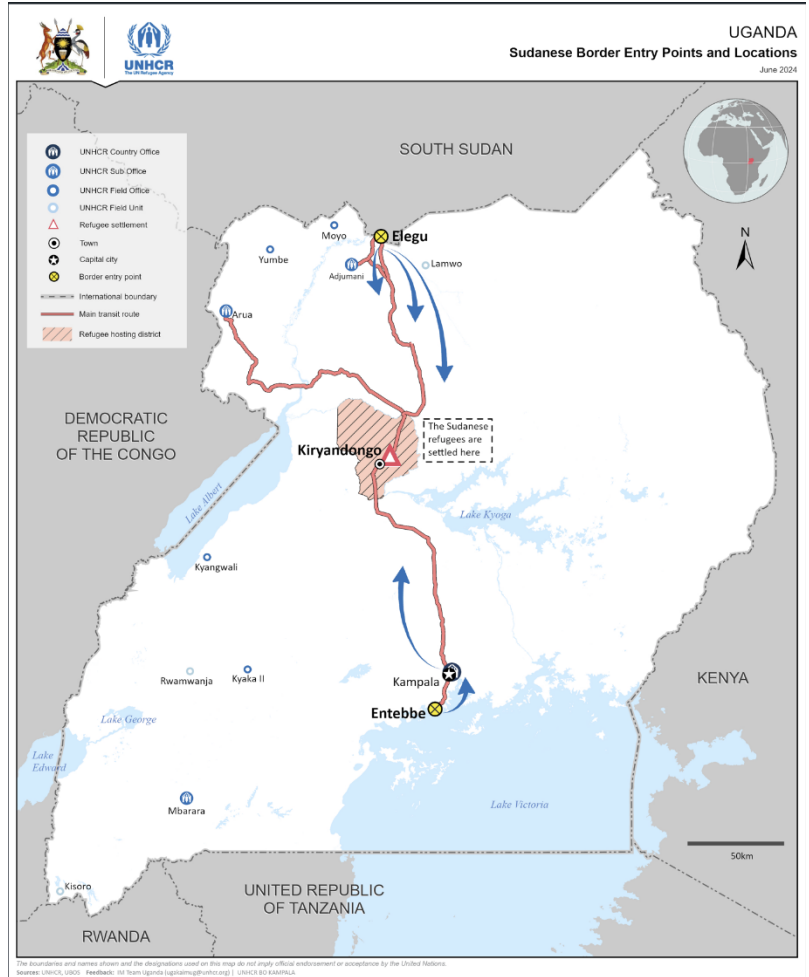 UNHCR
The UN Refugee Agency
UGANDA
Sudanese Border Entry Points and Locations
June 2024
UNHCR Country Office
UNHCR Sub Office
UNHCR Field Office
UNHCR Field Unit
Refugee settlement
Town
Capital city
Border entry point
International boundary
Main transit route
Refugee hosting district
SOUTH SUDAN
N
Moyo
Elegu
Yumbe
Adjumani
Lamwo
Arua
DEMOCRATIC
REPUBLIC
OF THE CONGO
Kiryandongo
The Sudanese
refugees are
settled here
Lake Albert
Lake Kyoga
Kyangwali
Rwamwanja
Kyaka II
Kampala
KENYA
Entebbe
Lake George
Lake
Edward
Mbarara
Lake Victoria
50km
Kisoro
UNITED REPUBLIC
OF TANZANIA
RWANDA
The boundaries and names shown and the designations used on this map do not imply official endorsement or acceptance by the United Nations.
Sources: UNHCR, UBOS Feedback: IM Team Uganda (ugakaimug@unhcr.org) | UNHCR BO KAMPALA